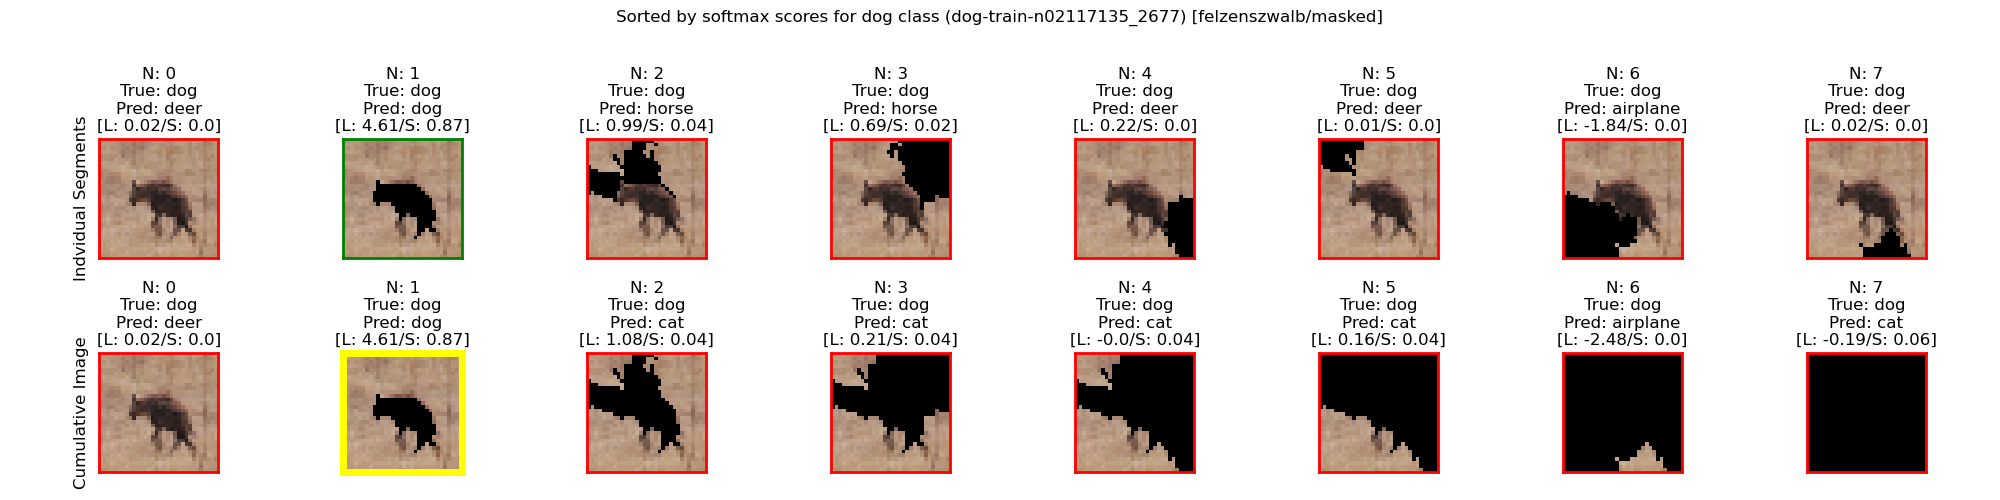 Sorted by softmax scores for dog class (dog-train-n02117135_2677) [felzenszwalb/masked]
Indvidual Segments
N: 0
True: dog
Pred: deer
[L: 0.02/S: 0.0]
N: 1
True: dog
Pred: dog
[L: 4.61/S: 0.87]
N: 2
True: dog
Pred: horse
[L: 0.99/S: 0.04]
N: 3
True: dog
Pred: horse
[L: 0.69/S: 0.02]
N: 4
True: dog
Pred: deer
[L: 0.22/S: 0.0]
N: 5
True: dog
Pred: deer
[L: 0.01/S: 0.0]
N: 6
True: dog
Pred: airplane
[L: -1.84/S: 0.0]
N: 7
True: dog
Pred: deer
[L: 0.02/S: 0.0]
Cumulative Image
N: 0
True: dog
Pred: deer
[L: 0.02/S: 0.0]
N: 1
True: dog
Pred: dog
[L: 4.61/S: 0.87]
N: 2
True: dog
Pred: cat
[L: 1.08/S: 0.04]
N: 3
True: dog
Pred: cat
[L: 0.21/S: 0.04]
N: 4
True: dog
Pred: cat
[L: -0.0/S: 0.04]
N: 5
True: dog
Pred: cat
[L: 0.16/S: 0.04]
N: 6
True: dog
Pred: airplane
[L: -2.48/S: 0.0]
N: 7
True: dog
Pred: cat
[L: -0.19/S: 0.06]